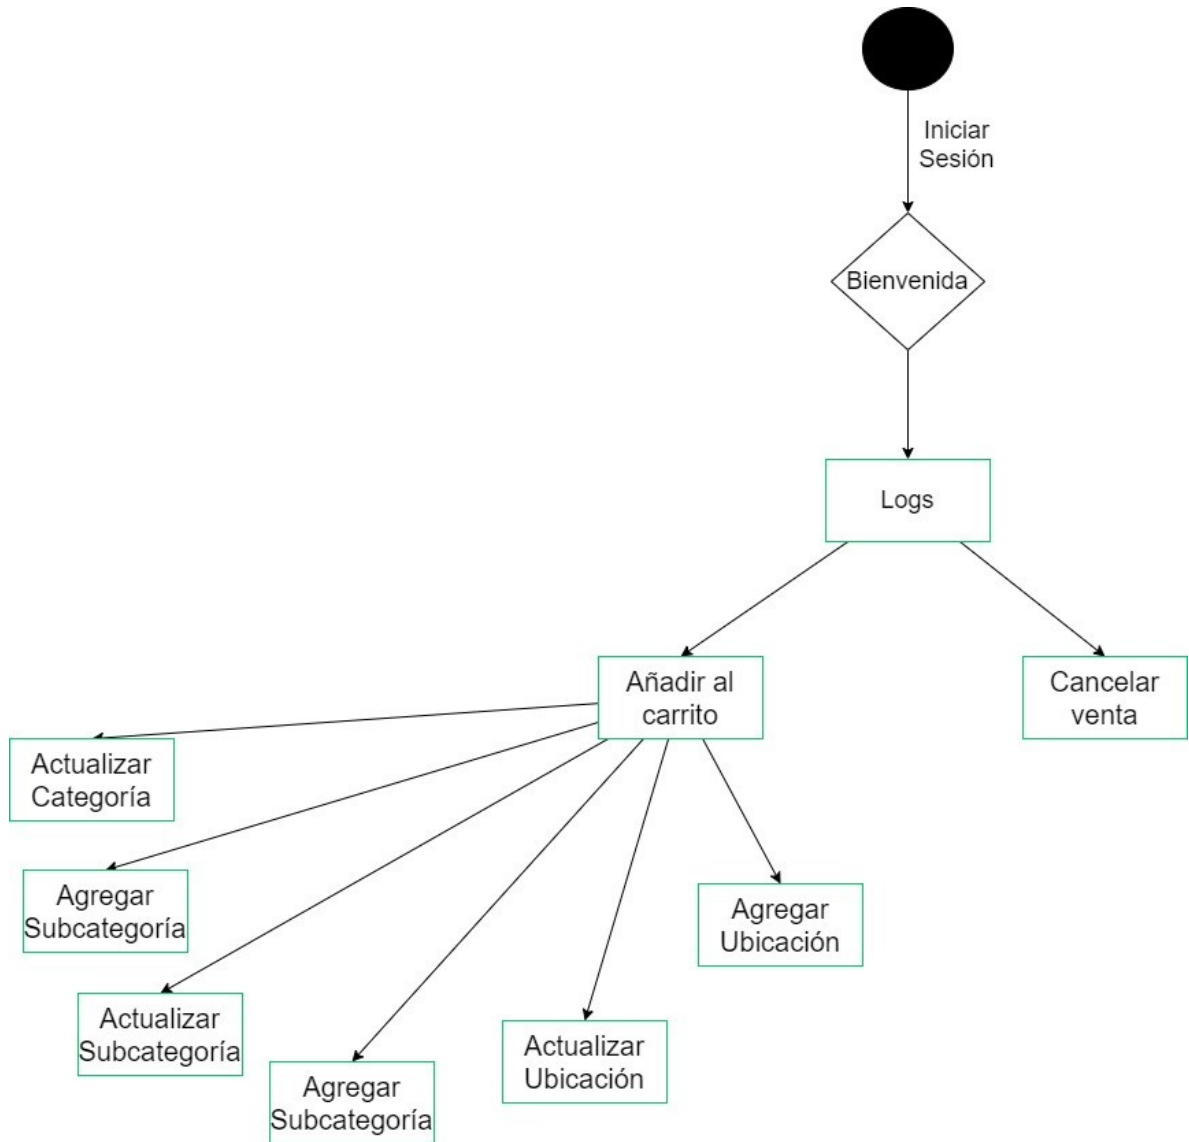 Iniciar
Sesión
Bienvenida
Logs
Añadir al
carrito
Cancelar
venta
Actualizar
Categoría
Agregar
Subcategoría
Agregar
Ubicación
Actualizar
Subcategoría
Actualizar
Ubicación
Agregar
Subcategoría